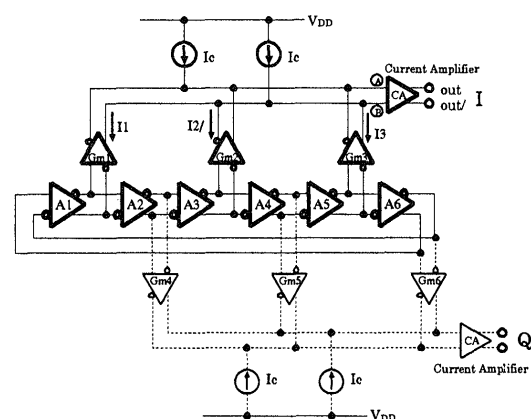 VDD
Ic
Ic
Current Amplifier
A
CA
out
out/
I
B
I1
I2/
I3
Gm1
Gm2
Gm3
A1
A2
A3
A4
A5
A6
Gm4
Gm5
Gm6
CA
Q
Current Amplifier
Ic
Ic
VDD